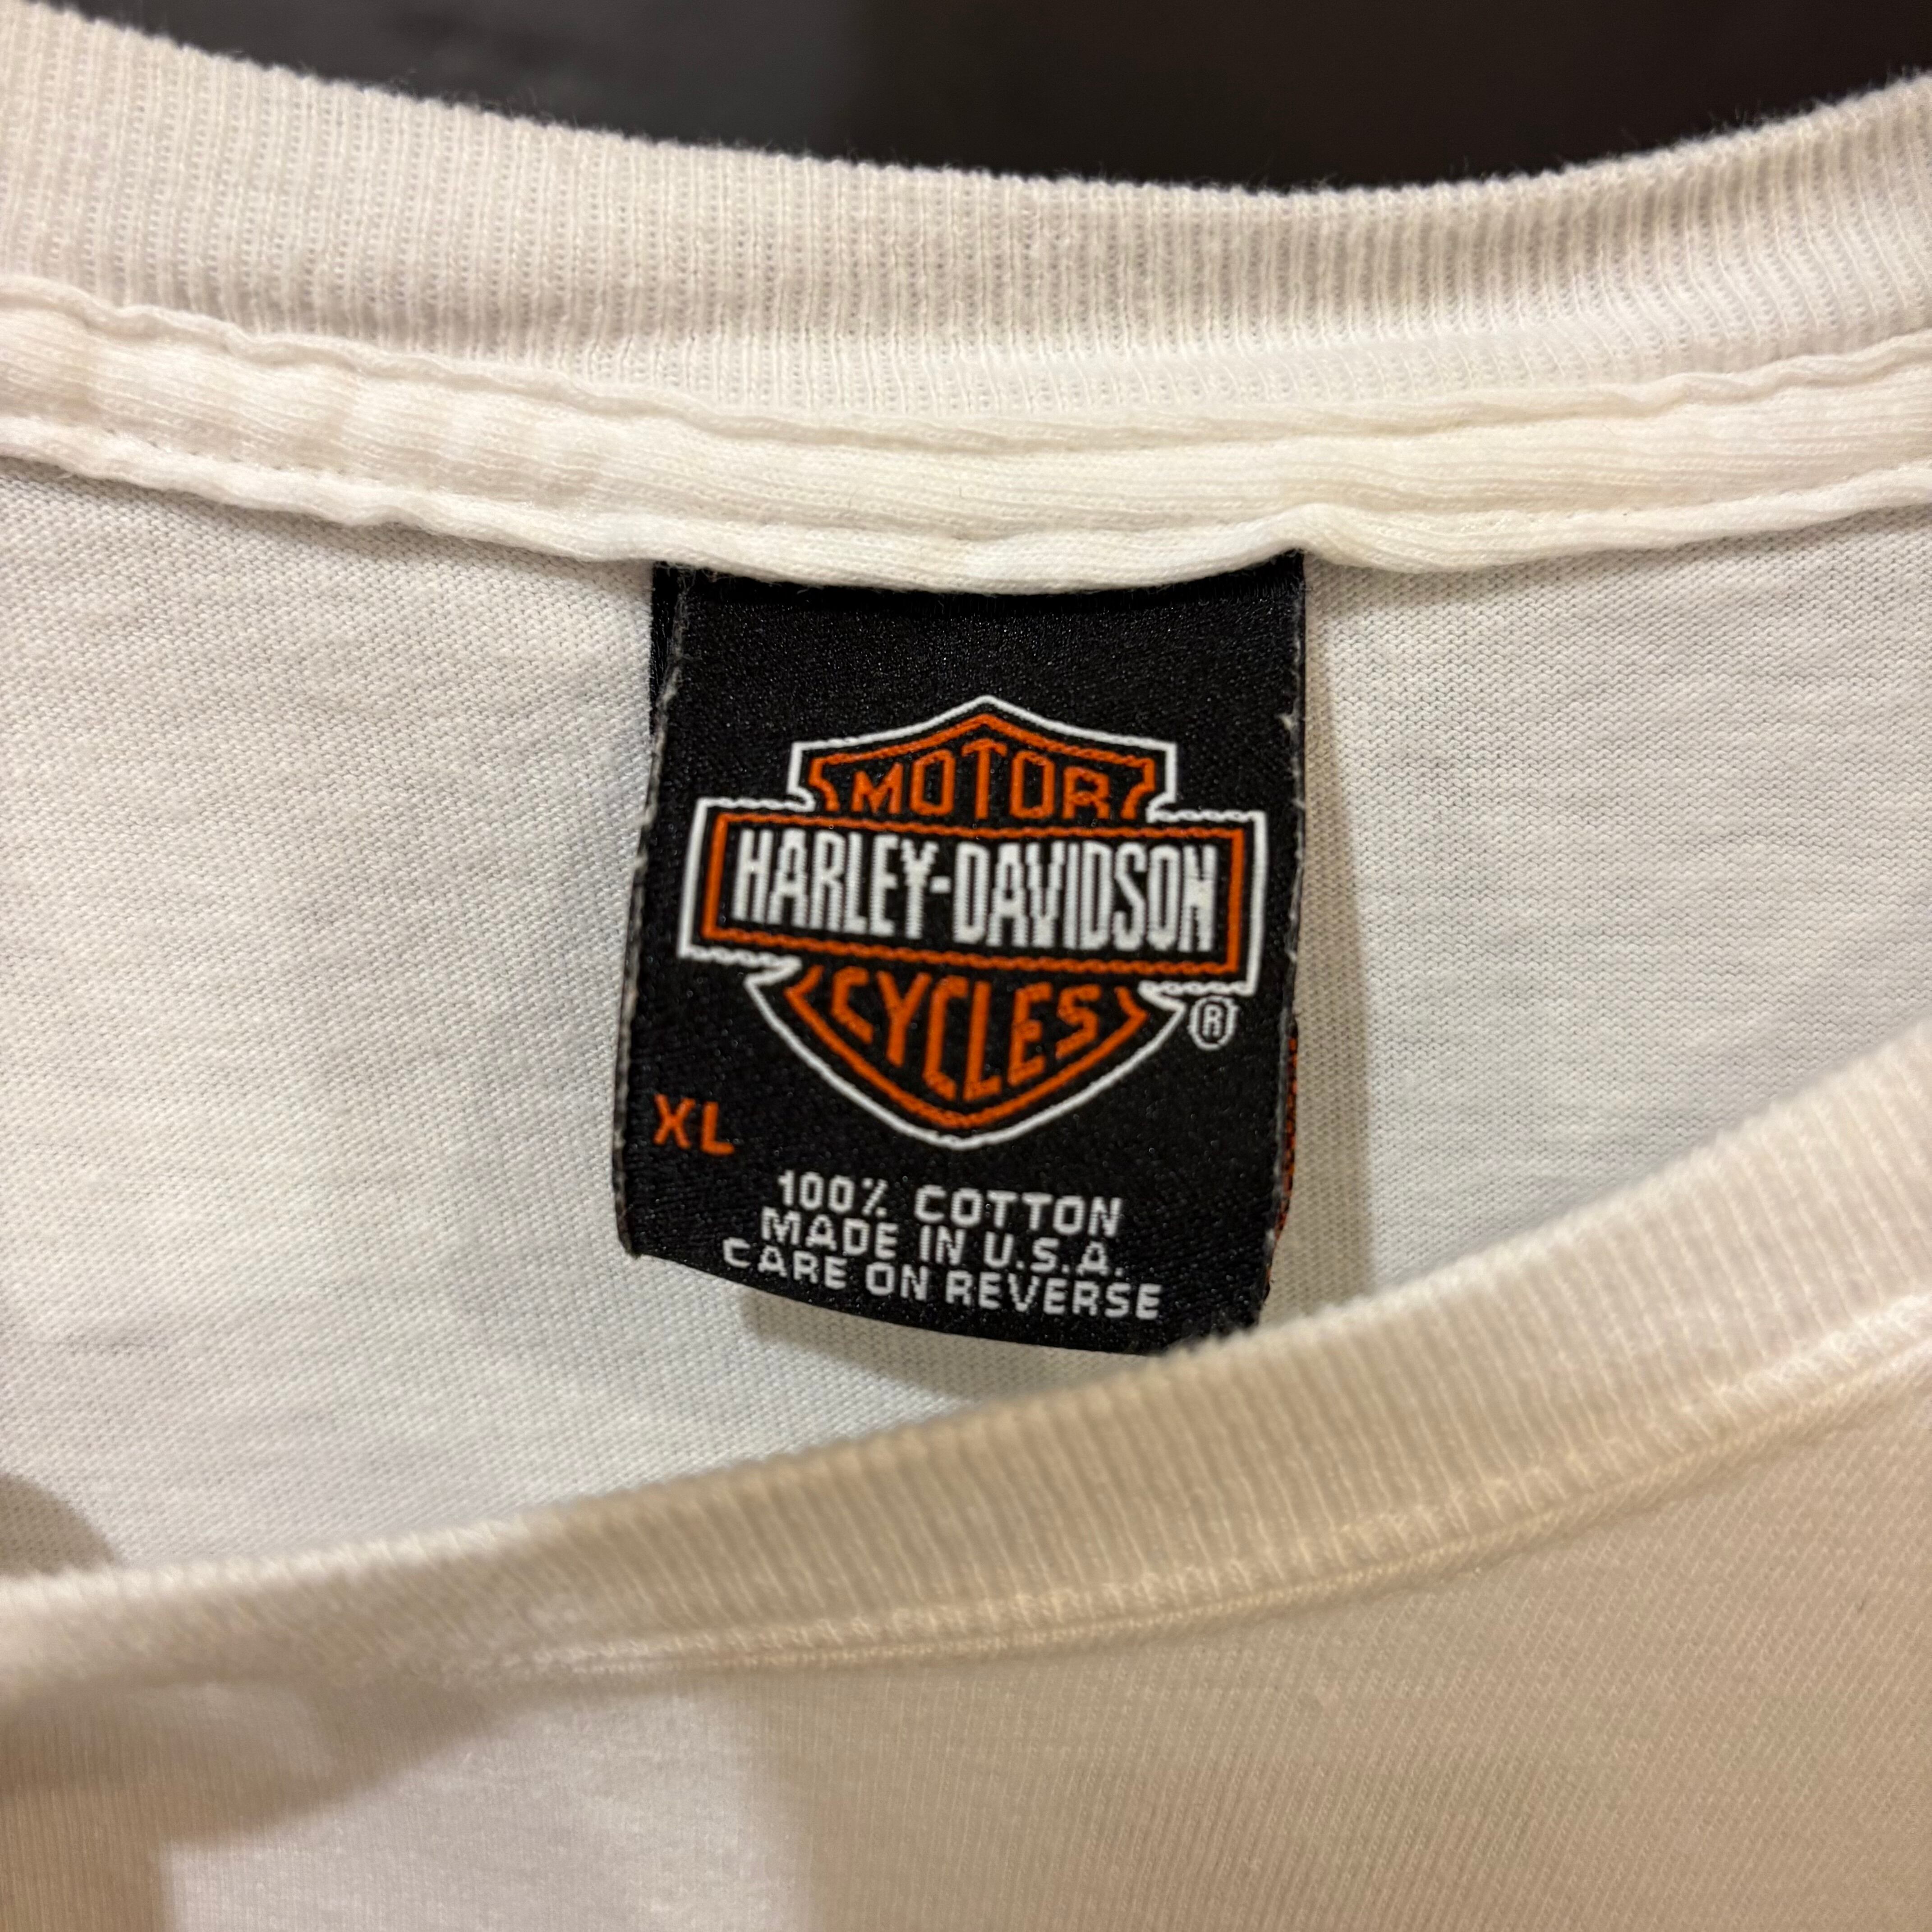 MOTOR
HARLEY-DAVIDSON
CYCLES
®
XL
100% COTTON
MADE IN U.S.A.
CARE ON REVERSE